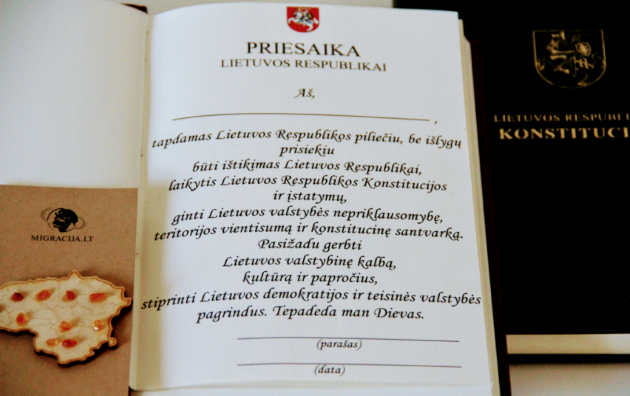 PRIESAIKA
LIETUVOS RESPUBLIKAI
Aš,
tapdamas Lietuvos Respublikos piliečiu, be išlygų
prisiekiu
būti ištikimas Lietuvos Respublikai,
laikytis Lietuvos Respublikos Konstitucijos
ir įstatymų,
ginti Lietuvos valstybės nepriklausomybę,
teritorijos vientisumą ir konstitucinę santvarką.
Pasižadu gerbti
Lietuvos valstybinę kalbą,
kultūrą ir papročius,
stiprinti Lietuvos demokratijos ir teisinės valstybės
pagrindus. Tepadeda man Dievas.
(parašas)
(data)
MIGRACIJA.LT
LIETUVOS RESPUBLI
KONSTITUCI